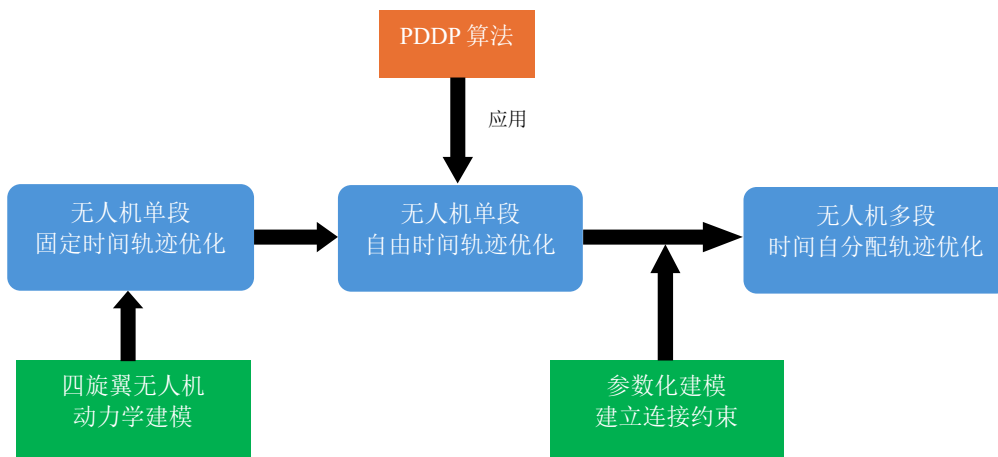 PDDP 算法
应用
无人机单段
固定时间轨迹优化
无人机单段
自由时间轨迹优化
无人机多段
时间自分配轨迹优化
四旋翼无人机
动力学建模
参数化建模
建立连接约束